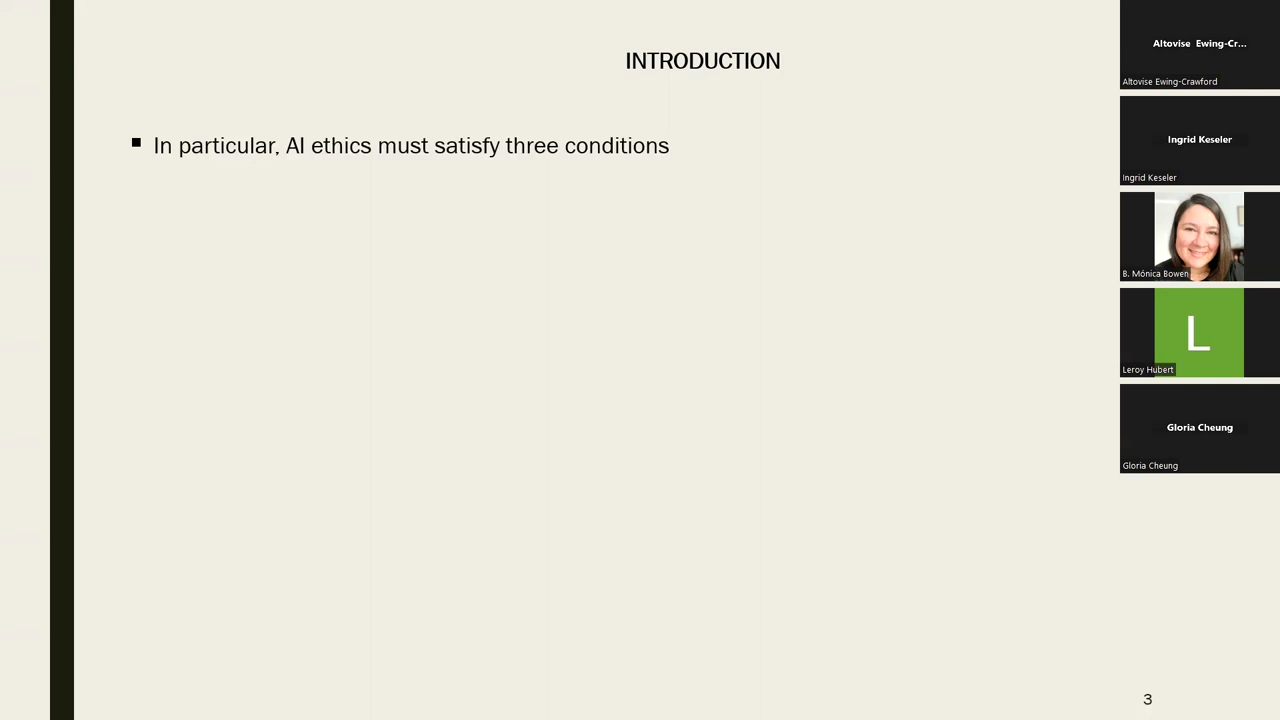 INTRODUCTION
In particular, AI ethics must satisfy three conditions
Altovise Ewing-Cr...
Altovise Ewing-Crawford
Ingrid Keseler
Ingrid Keseler
B. Mónica Bowen
L
Leroy Hubert
Gloria Cheung
Gloria Cheung
3